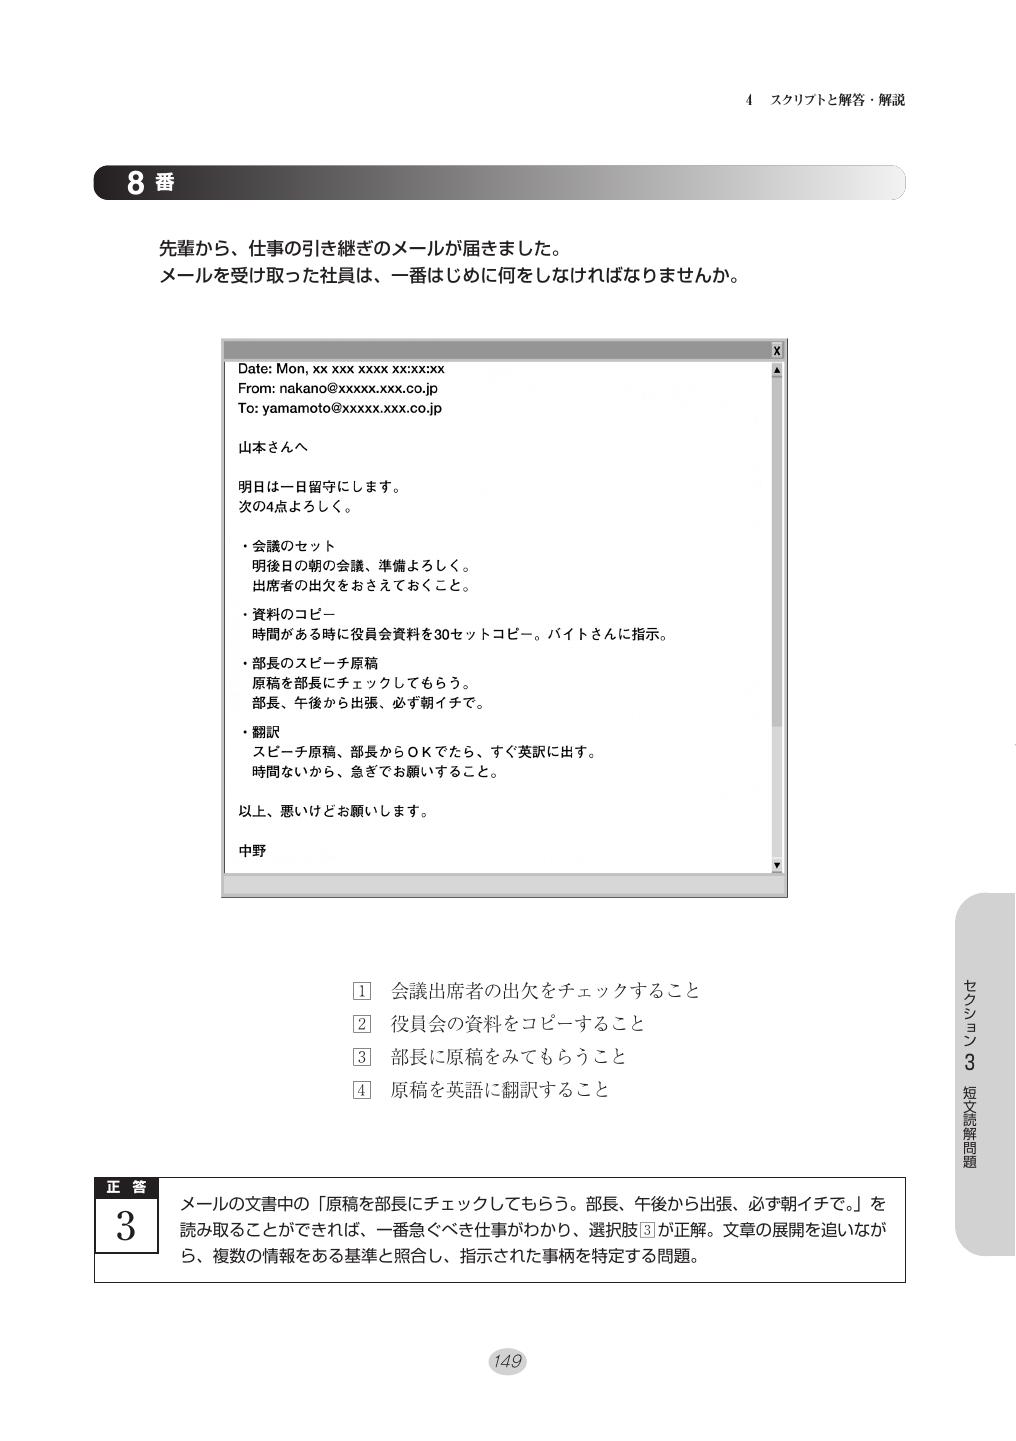 4 スクリプトと解答・解説
8 番
先輩から、仕事の引き継ぎのメールが届きました。
メールを受け取った社員は、一番はじめに何をしなければなりませんか。
X
Date: Mon, xx xxx xxxx xx:xx:xx
From: nakano@xxxxx.xxx.co.jp
To: yamamoto@xxxxx.xxx.co.jp
山本さんへ
明日は一日留守にします。
次の4点よろしく。
・会議のセット
明後日の朝の会議、準備よろしく。
出席者の出欠をおさえておくこと。
・資料のコピー
時間がある時に役員会資料を30セットコピー。バイトさんに指示。
・部長のスピーチ原稿
原稿を部長にチェックしてもらう。
部長、午後から出張、必ず朝イチで。
・翻訳
スピーチ原稿、部長からＯＫでたら、すぐ英訳に出す。
時間ないから、急ぎでお願いすること。
以上、悪いけどお願いします。
中野
1 会議出席者の出欠をチェックすること
2 役員会の資料をコピーすること
3 部長に原稿をみてもらうこと
4 原稿を英語に翻訳すること
セクション 3 短文読解問題
正 答
3
メールの文書中の「原稿を部長にチェックしてもらう。部長、午後から出張、必ず朝イチで。」を
読み取ることができれば、一番急ぐべき仕事がわかり、選択肢3が正解。文章の展開を追いなが
ら、複数の情報をある基準と照合し、指示された事柄を特定する問題。
149